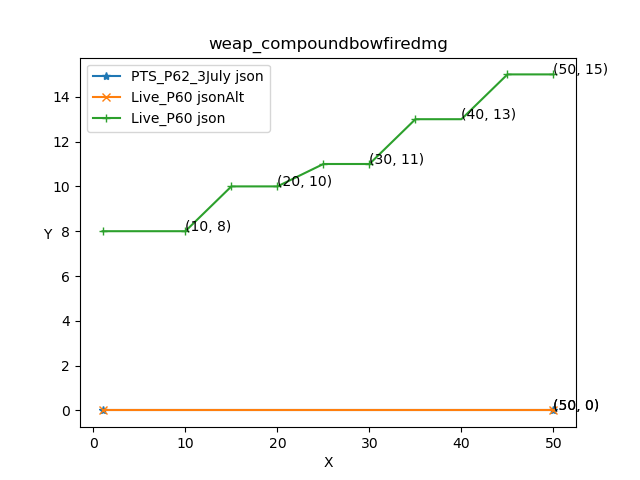 weap_compoundbowfiredmg
PTS_P62_3July json
Live_P60 jsonAlt
Live_P60 json
(50, 15)
(40, 13)
(30, 11)
(20, 10)
(10, 8)
(50, 0)
Y
14
12
10
8
6
4
2
0
0 10 20 30 40 50
X